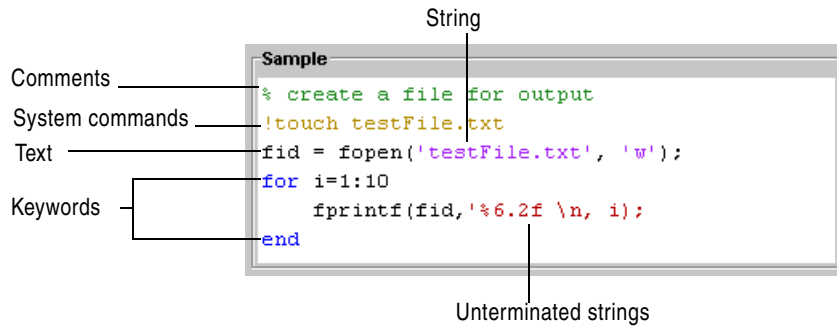 String
Sample
Comments
% create a file for output
System commands
!touch testFile.txt
Text
fid = fopen('testFile.txt', 'w');
Keywords
for i=1:10
    fprintf(fid,'%6.2f \n, i);
end
Unterminated strings